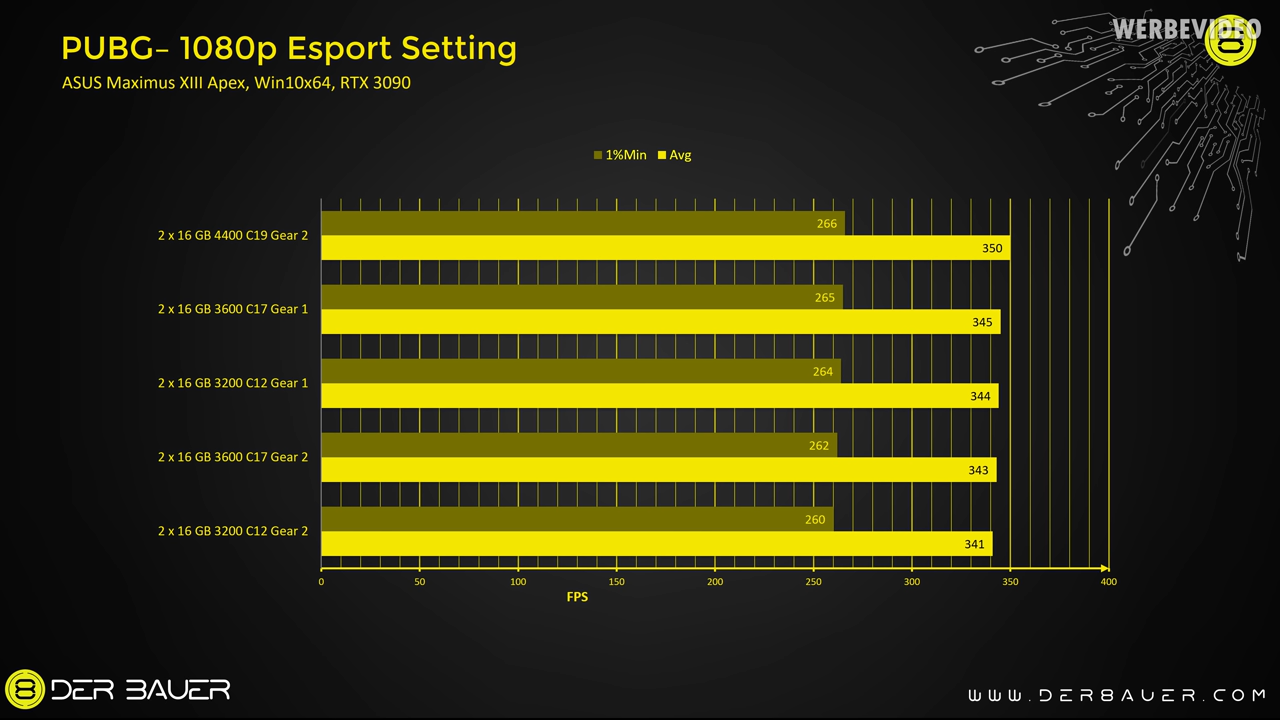 PUBG– 1080p Esport Setting
WERBEVIDEO
ASUS Maximus XIII Apex, Win10x64, RTX 3090
1%Min Avg
266
2 x 16 GB 4400 C19 Gear 2
350
265
2 x 16 GB 3600 C17 Gear 1
345
264
2 x 16 GB 3200 C12 Gear 1
344
262
2 x 16 GB 3600 C17 Gear 2
343
260
2 x 16 GB 3200 C12 Gear 2
341
0 50 100 150 200 250 300 350 400
FPS
8 DER 8AUER
WWW.DER8AUER.COM